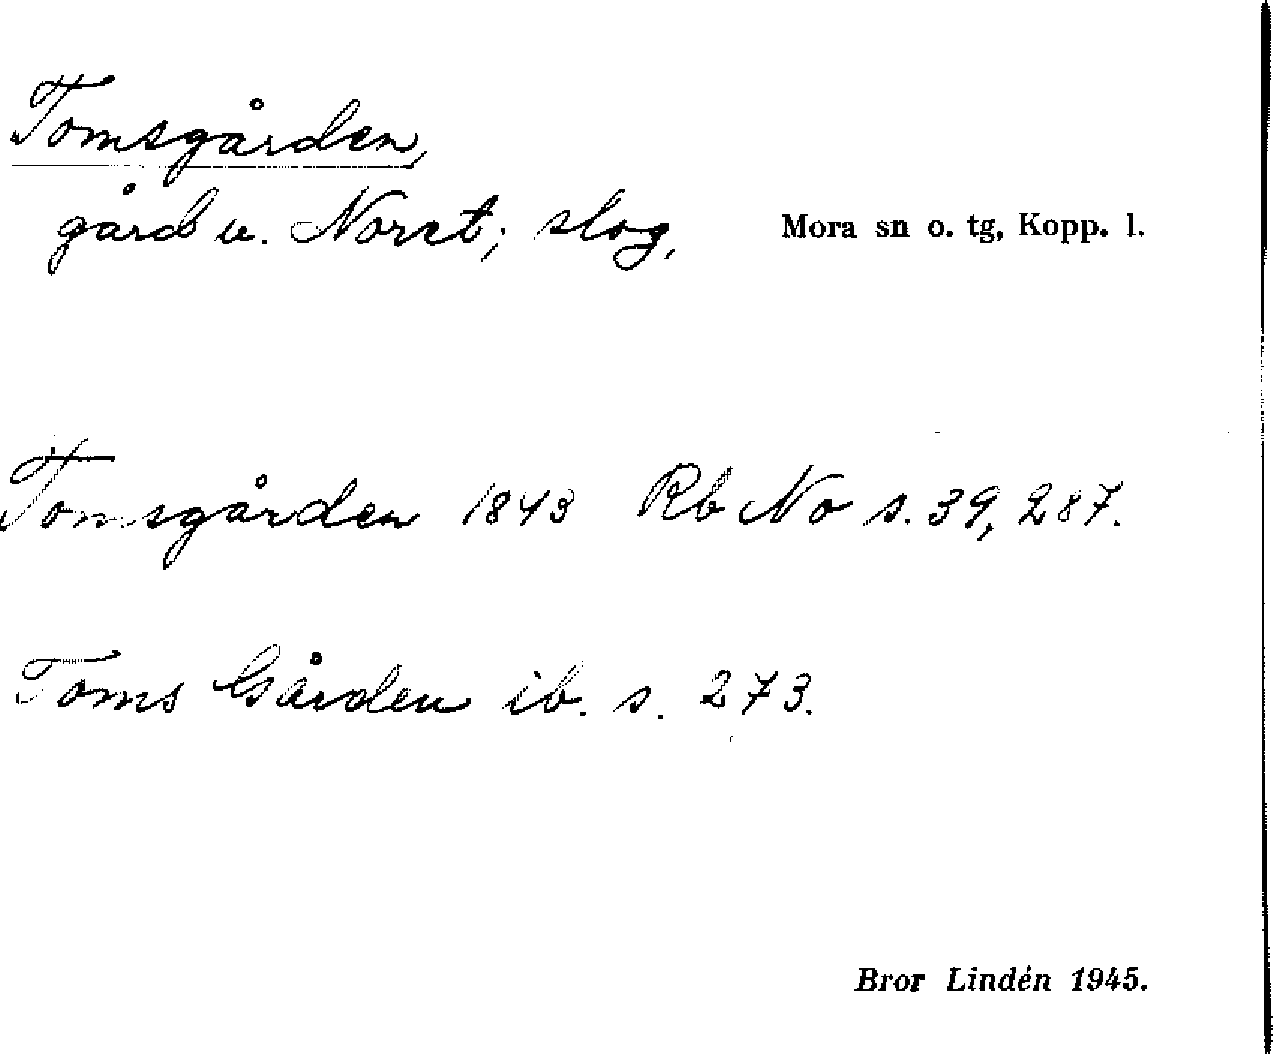 Tomsgården,
gård u. Noret; slog, Mora sn o. tg, Kopp. l.
Tomsgården 1843 Rb No s. 39, 287.
Toms Gården ib. s. 273.
Bror Lindén 1945.